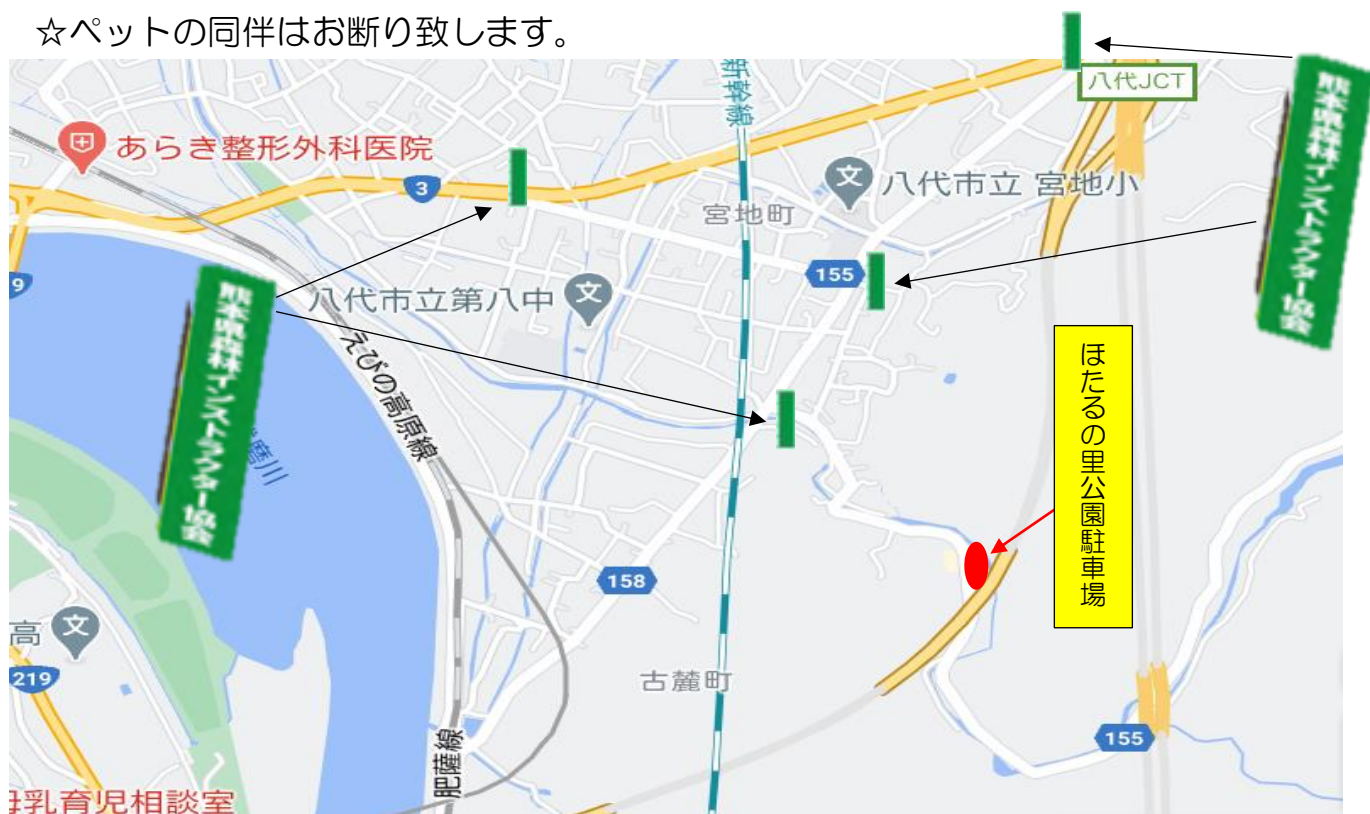 ☆ペットの同伴はお断り致します。
新幹線
八代JCT
あらき整形外科医院
3
八代市立 宮地小
宮地町
熊本県森林インストラクター協会
155
9
八代市立第八中
熊本県森林インストラクター協会
えびの高原線
磨川
ほたるの里公園駐車場
158
高
219
古麓町
155
肥薩線
母乳育児相談室